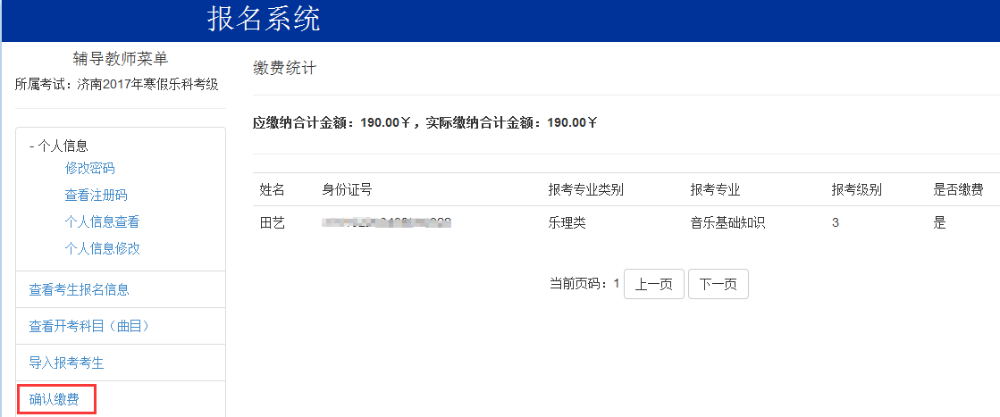 报名系统
辅导教师菜单
所属考试：济南2017年寒假乐科考级
- 个人信息
修改密码
查看注册码
个人信息查看
个人信息修改
查看考生报名信息
查看开考科目（曲目）
导入报考考生
确认缴费
缴费统计
应缴纳合计金额：190.00￥，实际缴纳合计金额：190.00￥
姓名 身份证号 报考专业类别 报考专业 报考级别 是否缴费
田艺 乐理类 音乐基础知识 3 是
当前页码：1 上一页 下一页